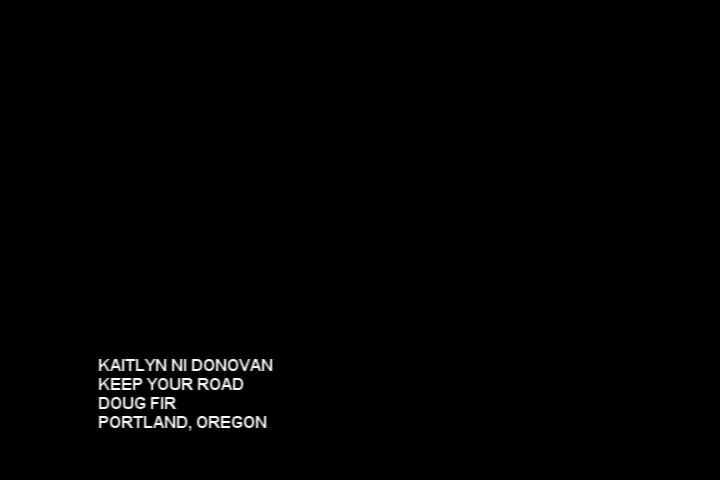 KAITLYN NI DONOVAN
KEEP YOUR ROAD
DOUG FIR
PORTLAND, OREGON